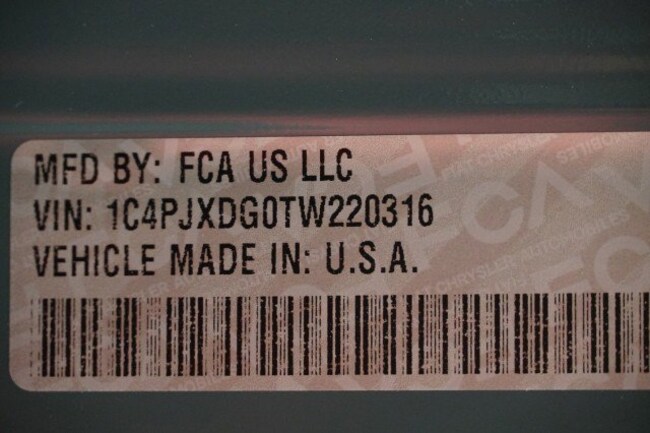 MFD BY: FCA US LLC
VIN: 1C4PJXDG0TW220316
VEHICLE MADE IN: U.S.A.